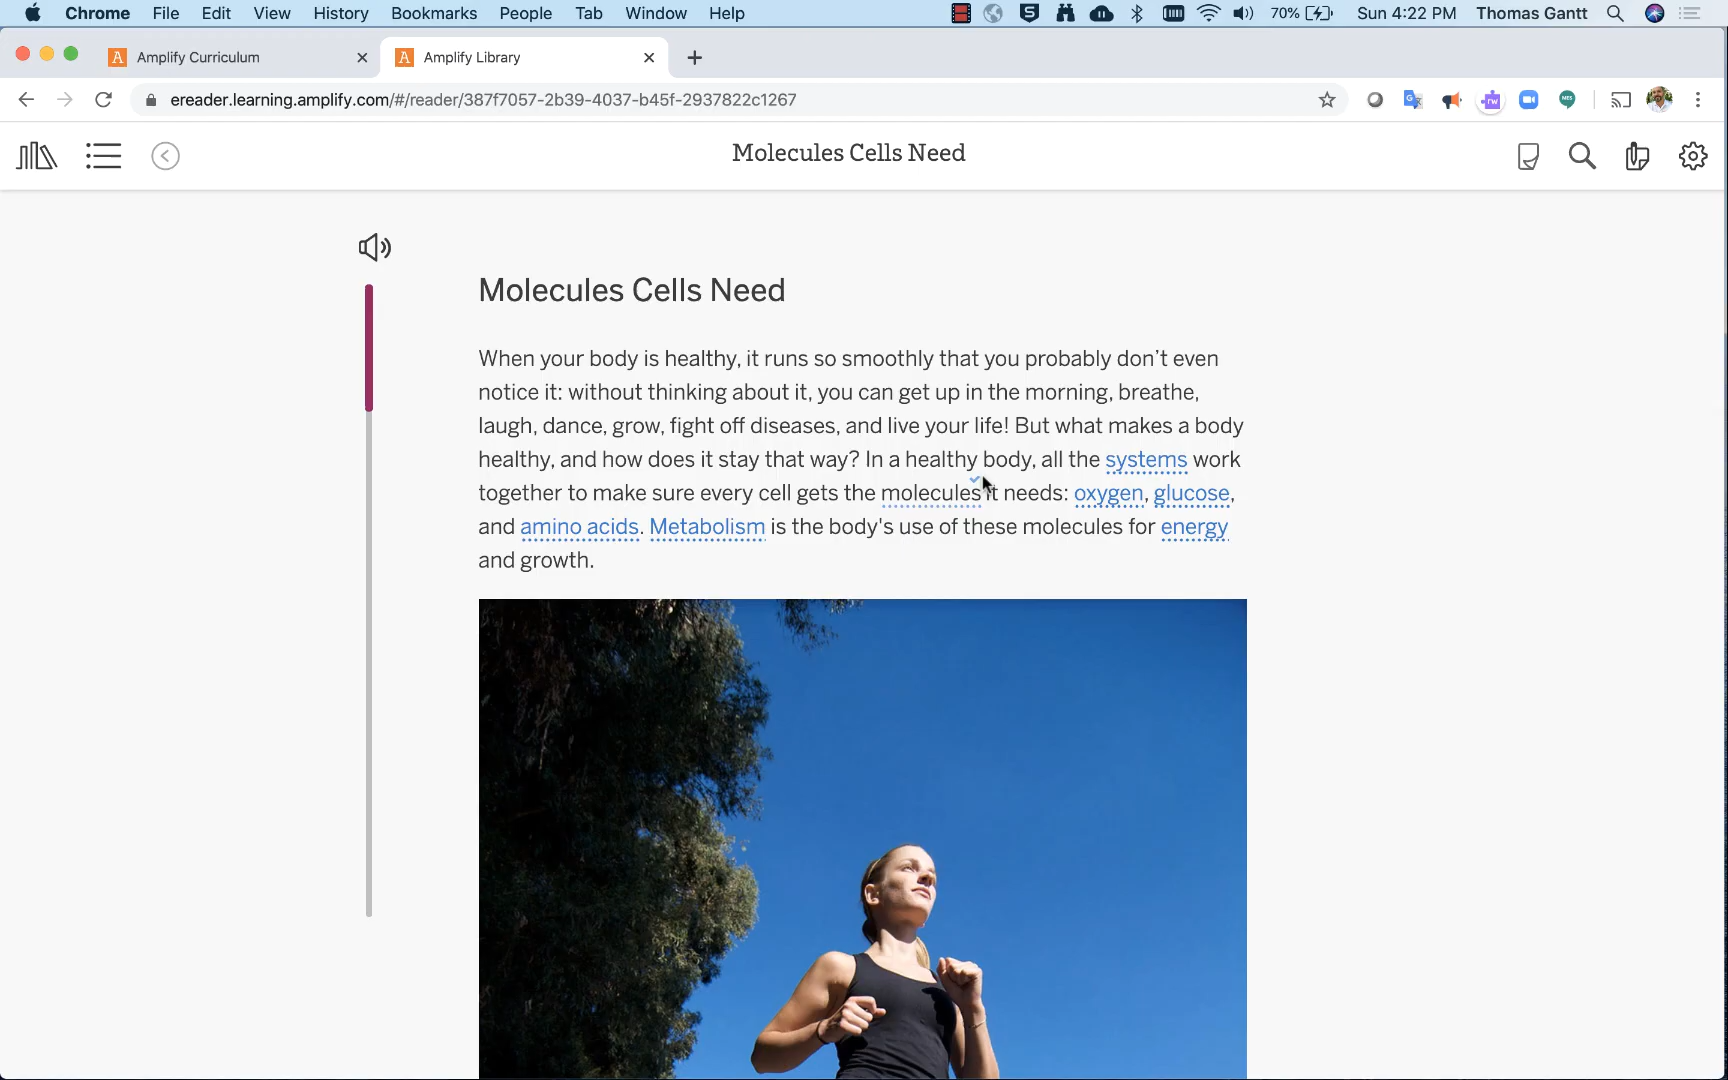 Chrome File Edit View History Bookmarks People Tab Window Help 70% Sun 4:22 PM Thomas Gantt
Amplify Curriculum Amplify Library
ereader.learning.amplify.com/#/reader/387f7057-2b39-4037-b45f-2937822c1267
Molecules Cells Need
Molecules Cells Need
When your body is healthy, it runs so smoothly that you probably don’t even
notice it: without thinking about it, you can get up in the morning, breathe,
laugh, dance, grow, fight off diseases, and live your life! But what makes a body
healthy, and how does it stay that way? In a healthy body, all the systems work
together to make sure every cell gets the molecules it needs: oxygen, glucose,
and amino acids. Metabolism is the body's use of these molecules for energy
and growth.